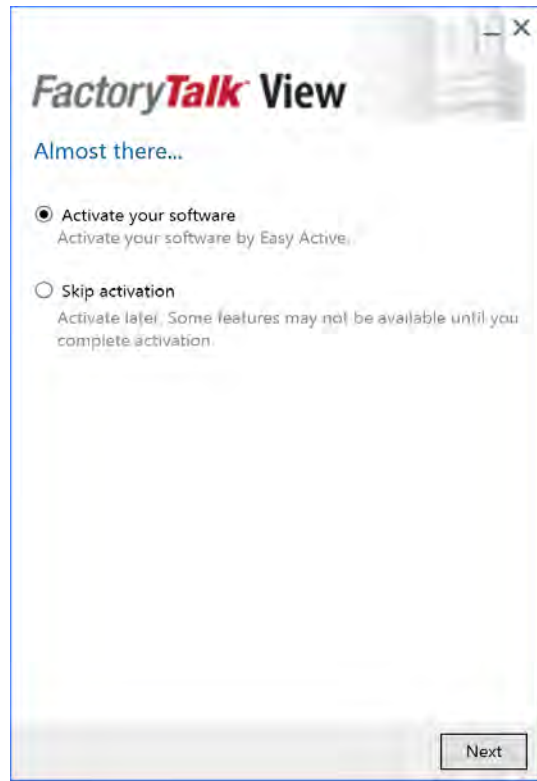 FactoryTalk View
Almost there...
Activate your software
Activate your software by Easy Active.
Skip activation
Activate later. Some features may not be available until you
complete activation.
Next